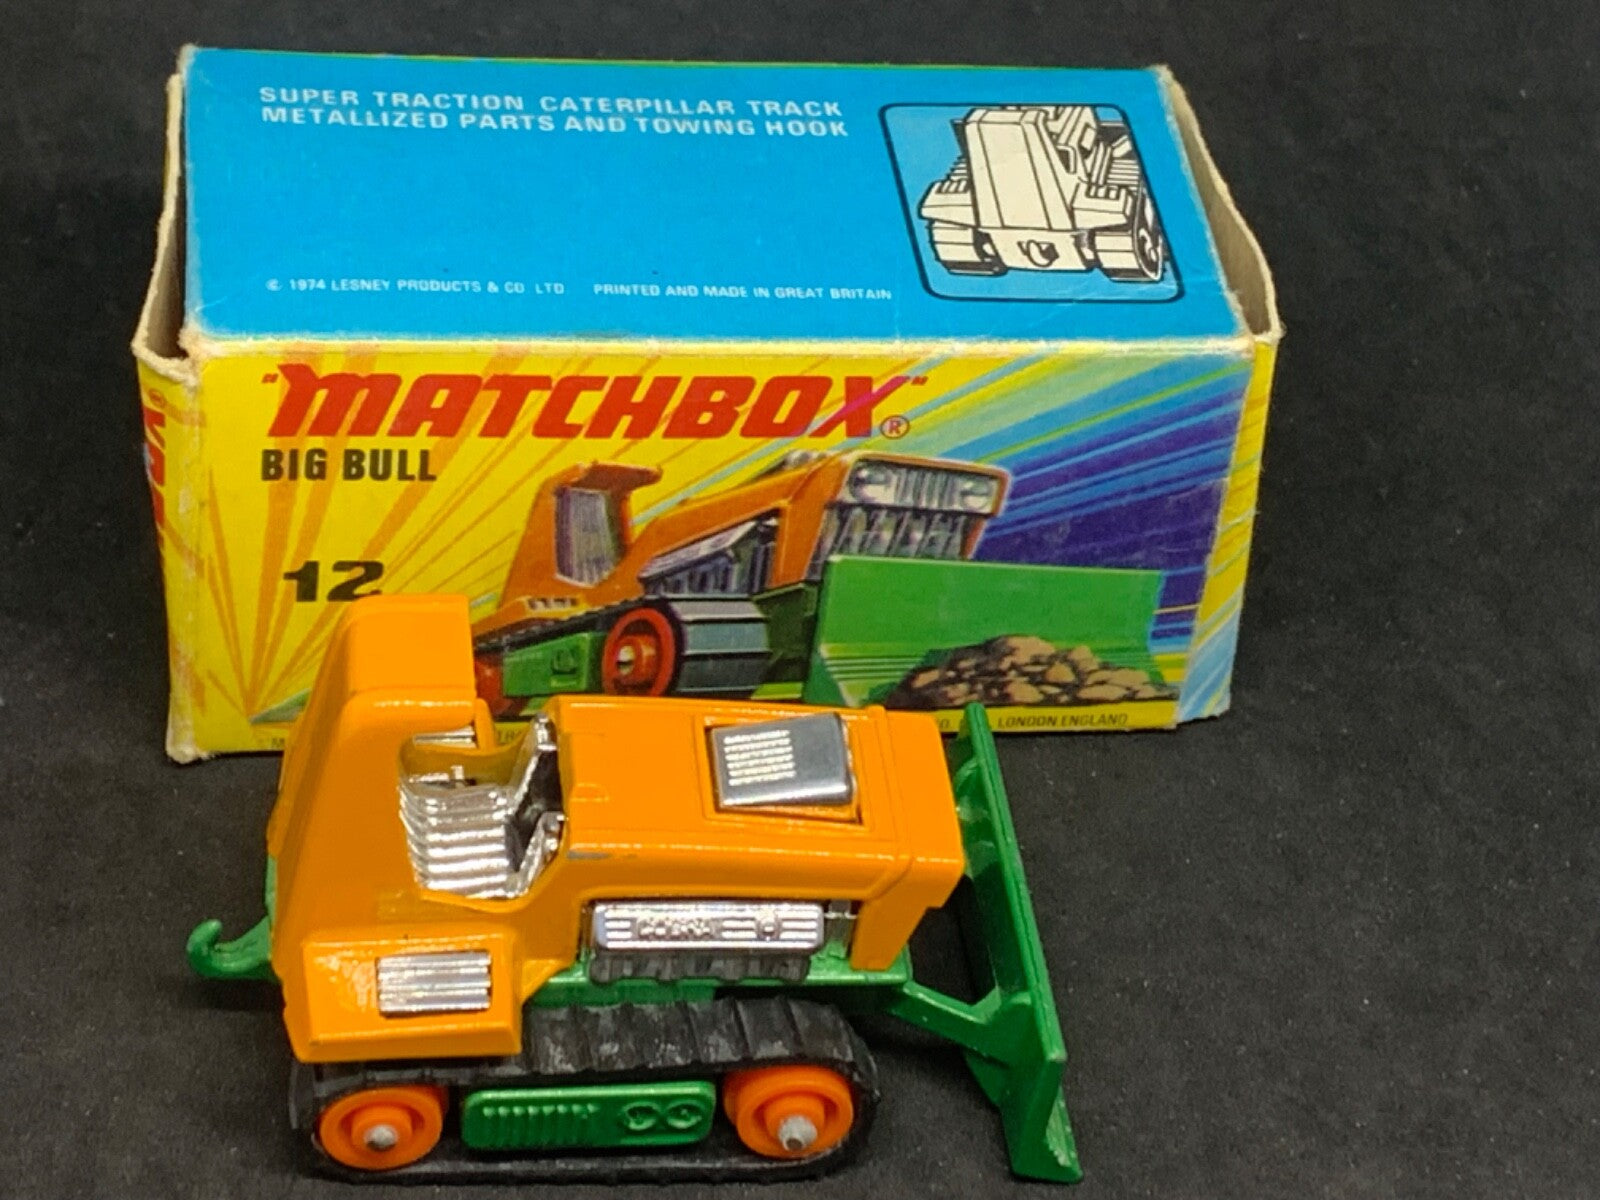 SUPER TRACTION CATERPILLAR TRACK
METALLIZED PARTS AND TOWING HOOK
© 1974 LESNEY PRODUCTS & CO LTD PRINTED AND MADE IN GREAT BRITAIN
"MATCHBOX"®
BIG BULL
12
LONDON ENGLAND